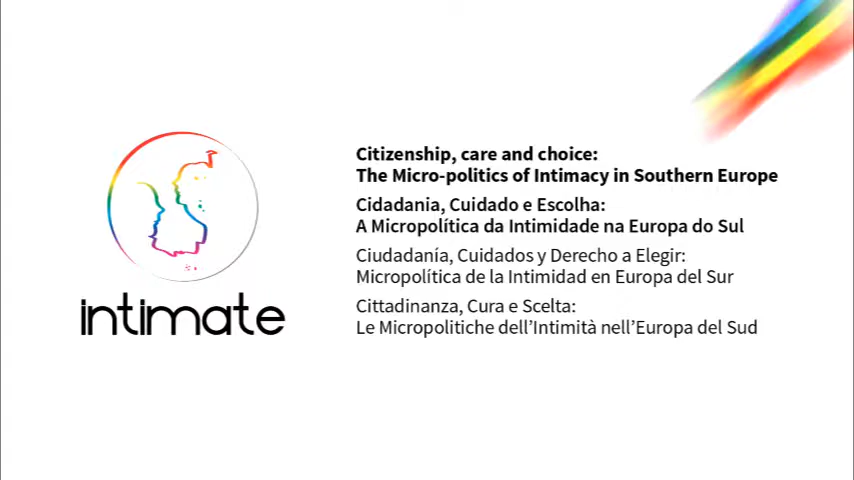 intimate
Citizenship, care and choice:
The Micro-politics of Intimacy in Southern Europe
Cidadania, Cuidado e Escolha:
A Micropolítica da Intimidade na Europa do Sul
Ciudadanía, Cuidados y Derecho a Elegir:
Micropolítica de la Intimidad en Europa del Sur
Cittadinanza, Cura e Scelta:
Le Micropolitiche dell'Intimità nell'Europa del Sud